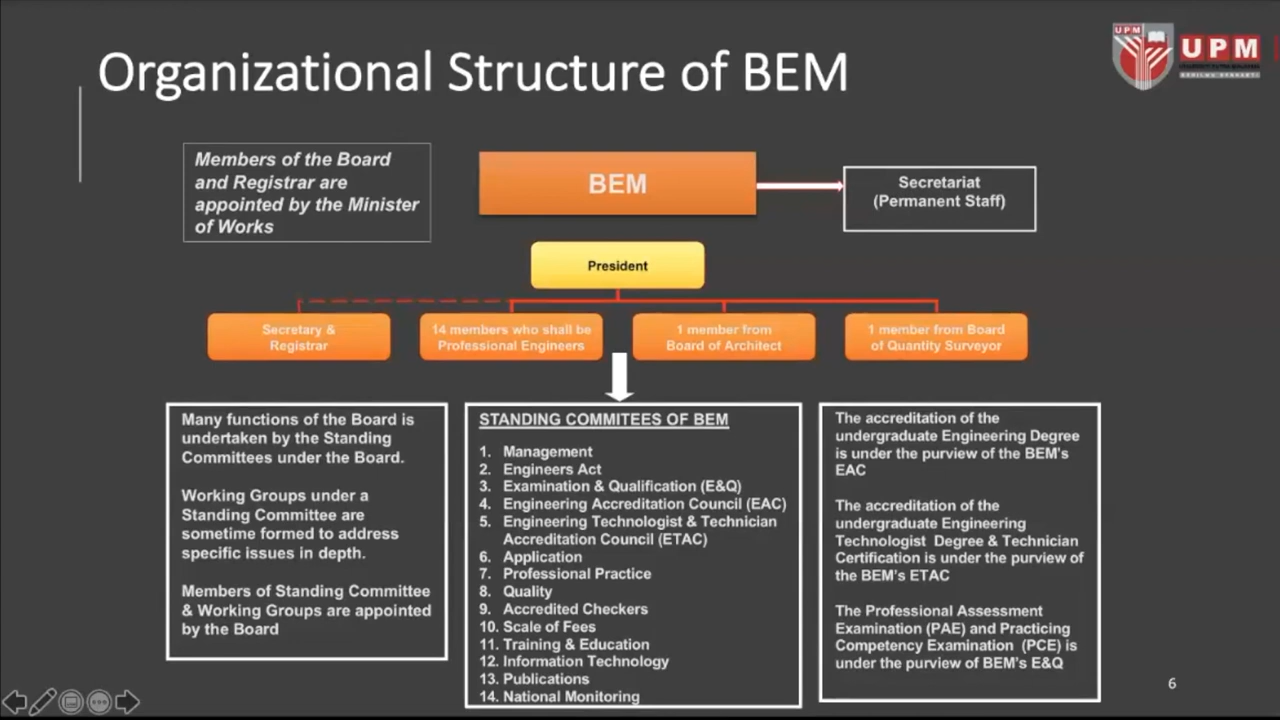 Organizational Structure of BEM
UPM
UPM
BERILMU BERBAKTI
Members of the Board
and Registrar are
appointed by the Minister
of Works
BEM
Secretariat
(Permanent Staff)
President
Secretary &
Registrar
14 members who shall be
Professional Engineers
1 member from
Board of Architect
1 member from Board
of Quantity Surveyor
Many functions of the Board is
undertaken by the Standing
Committees under the Board.
Working Groups under a
Standing Committee are
sometime formed to address
specific issues in depth.
Members of Standing Committee
& Working Groups are appointed
by the Board
STANDING COMMITEES OF BEM
1. Management
2. Engineers Act
3. Examination & Qualification (E&Q)
4. Engineering Accreditation Council (EAC)
5. Engineering Technologist & Technician
Accreditation Council (ETAC)
6. Application
7. Professional Practice
8. Quality
9. Accredited Checkers
10. Scale of Fees
11. Training & Education
12. Information Technology
13. Publications
14. National Monitoring
The accreditation of the
undergraduate Engineering Degree
is under the purview of the BEM's
EAC
The accreditation of the
undergraduate Engineering
Technologist Degree & Technician
Certification is under the purview of
the BEM's ETAC
The Professional Assessment
Examination (PAE) and Practicing
Competency Examination (PCE) is
under the purview of BEM's E&Q
6